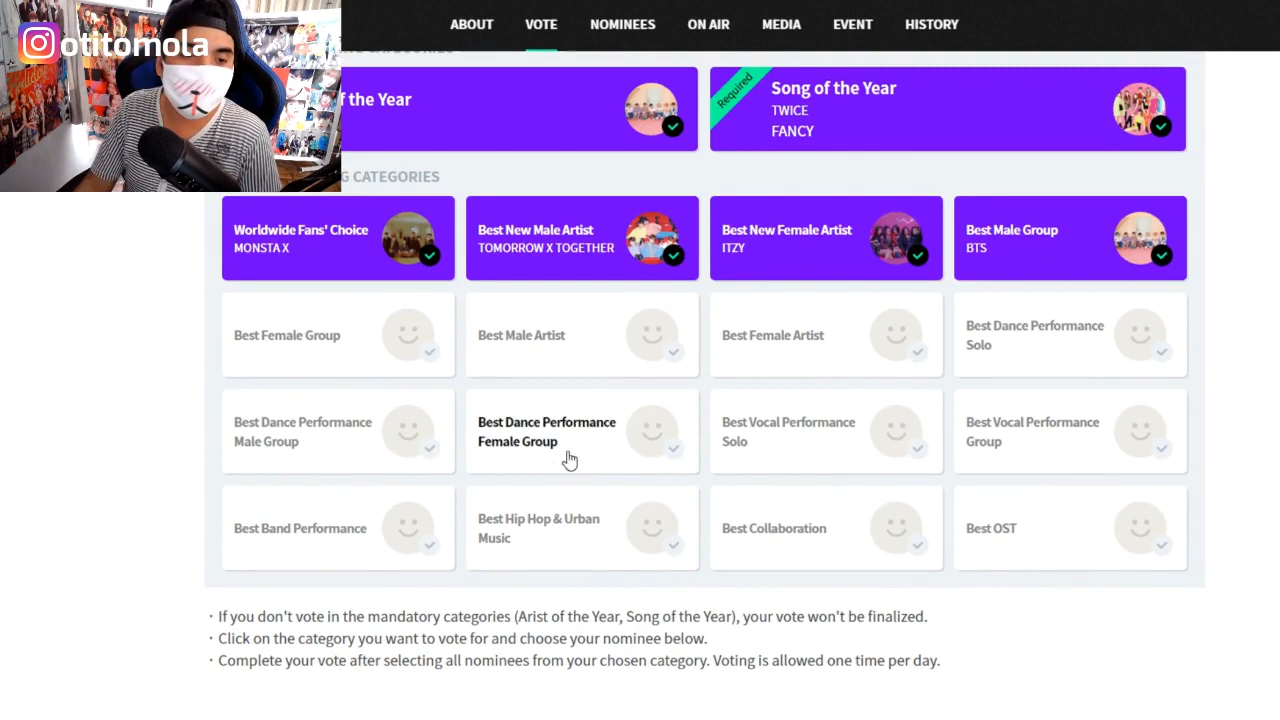 otitomola
ABOUT VOTE NOMINEES ON AIR MEDIA EVENT HISTORY
f the Year
Required
Song of the Year
TWICE
FANCY
G CATEGORIES
Worldwide Fans' Choice
MONSTA X
Best New Male Artist
TOMORROW X TOGETHER
Best New Female Artist
ITZY
Best Male Group
BTS
Best Female Group
Best Male Artist
Best Female Artist
Best Dance Performance
Solo
Best Dance Performance
Male Group
Best Dance Performance
Female Group
Best Vocal Performance
Solo
Best Vocal Performance
Group
Best Band Performance
Best Hip Hop & Urban
Music
Best Collaboration
Best OST
· If you don't vote in the mandatory categories (Arist of the Year, Song of the Year), your vote won't be finalized.
· Click on the category you want to vote for and choose your nominee below.
· Complete your vote after selecting all nominees from your chosen category. Voting is allowed one time per day.